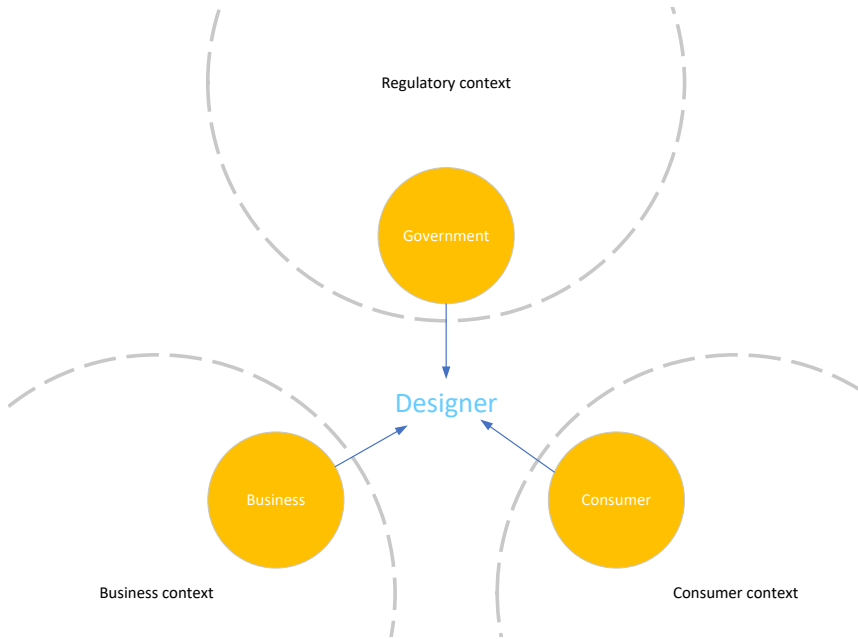 Regulatory context
Government
Designer
Business
Consumer
Business context
Consumer context